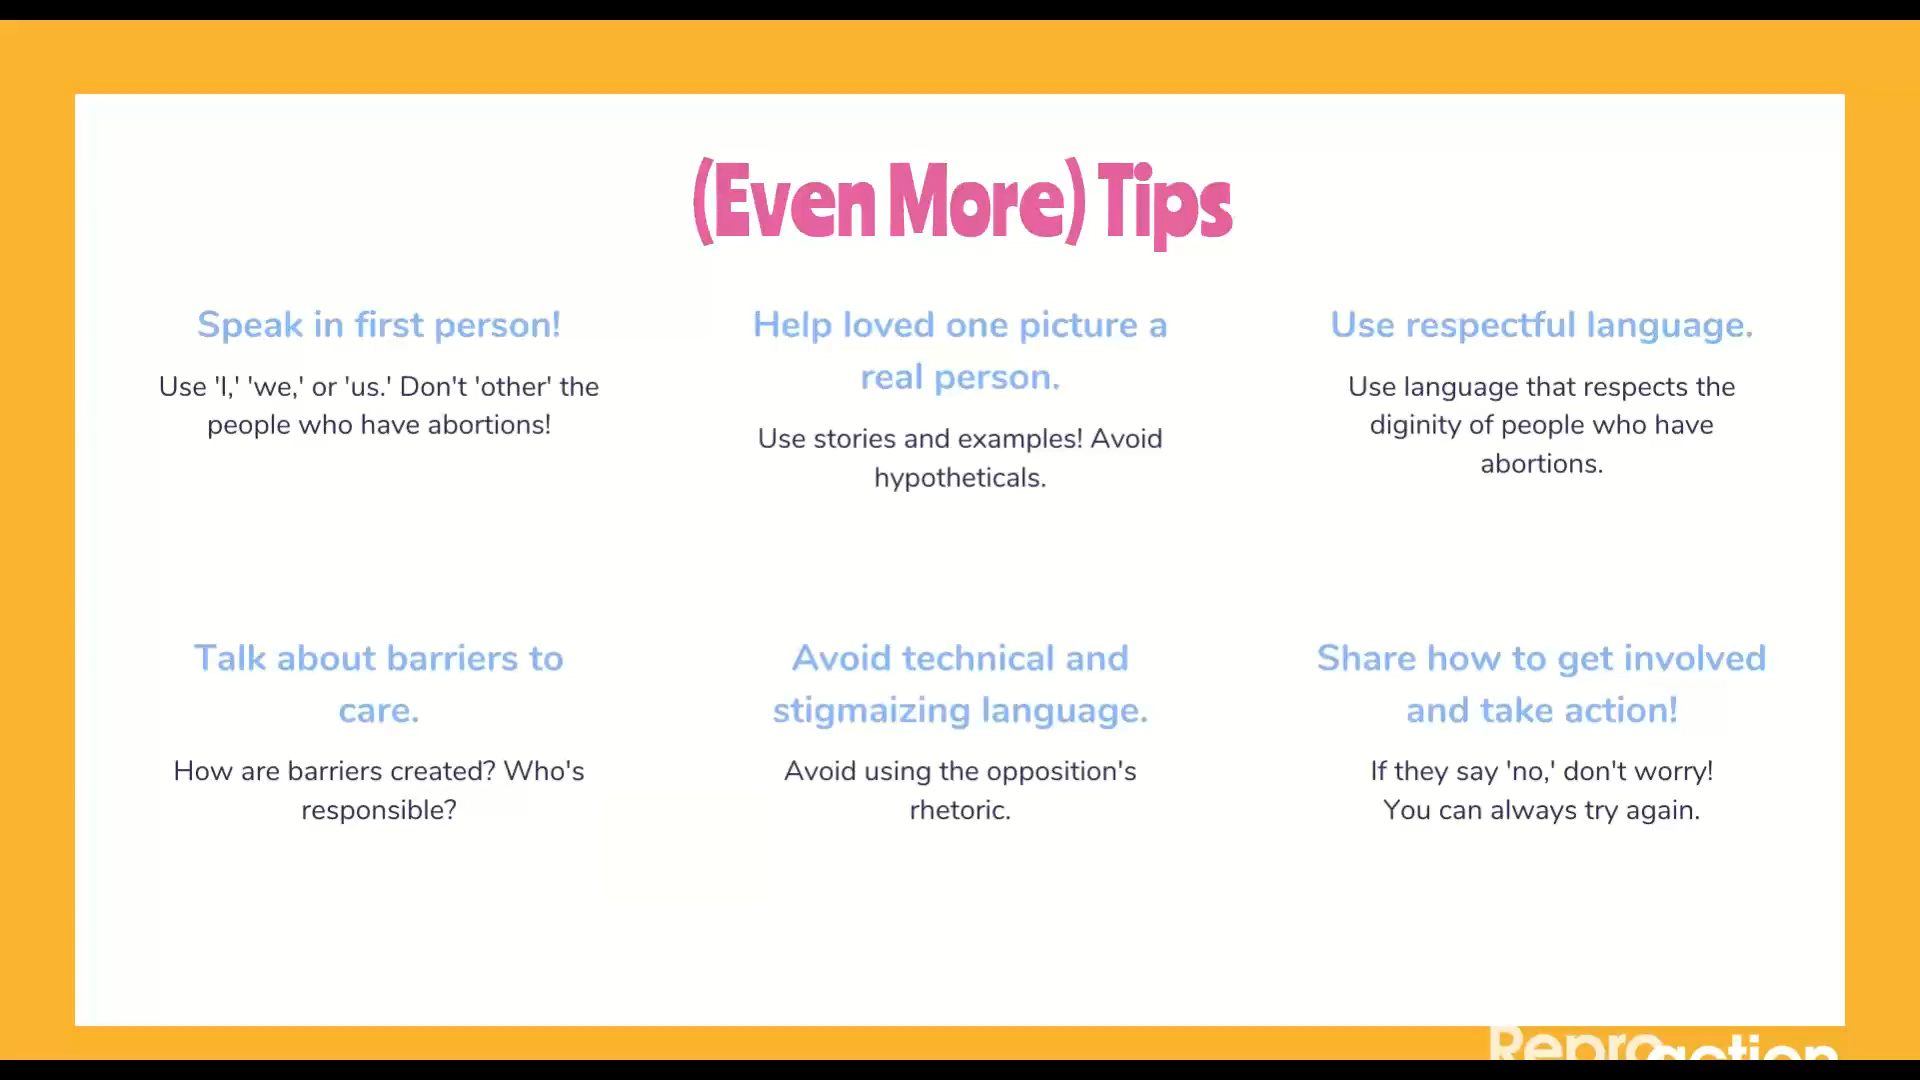 (Even More) Tips
Speak in first person!
Use 'I,' 'we,' or 'us.' Don't 'other' the
people who have abortions!
Help loved one picture a
real person.
Use stories and examples! Avoid
hypotheticals.
Use respectful language.
Use language that respects the
diginity of people who have
abortions.
Talk about barriers to
care.
How are barriers created? Who's
responsible?
Avoid technical and
stigmaizing language.
Avoid using the opposition's
rhetoric.
Share how to get involved
and take action!
If they say 'no,' don't worry!
You can always try again.
Reproaction